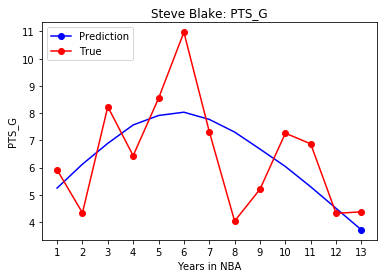 Steve Blake: PTS_G
Prediction
True
PTS_G
11
10
9
8
7
6
5
4
1 2 3 4 5 6 7 8 9 10 11 12 13
Years in NBA